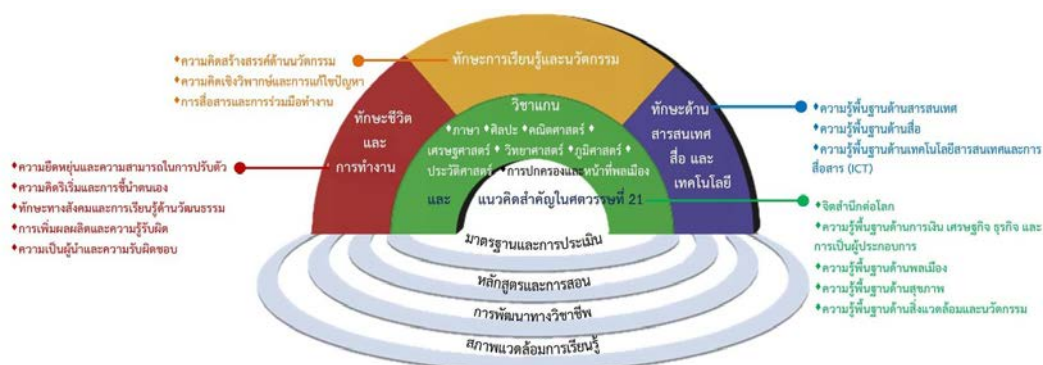 ทักษะการเรียนรู้และนวัตกรรม
♦ความคิดสร้างสรรค์ด้านนวัตกรรม
♦ความคิดเชิงวิพากษ์และการแก้ไขปัญหา
♦การสื่อสารและการร่วมมือทำงาน
ทักษะชีวิต
และ
การทำงาน
♦ความยืดหยุ่นและความสามารถในการปรับตัว
♦ความคิดริเริ่มและการชี้นำตนเอง
♦ทักษะทางสังคมและการเรียนรู้ด้านวัฒนธรรม
♦การเพิ่มผลผลิตและความรู้รับผิด
♦ความเป็นผู้นำและความรับผิดชอบ
วิชาแกน
♦ภาษา ♦ศิลปะ ♦คณิตศาสตร์ ♦
เศรษฐศาสตร์ ♦ วิทยาศาสตร์ ♦ภูมิศาสตร์ ♦
ประวัติศาสตร์ ♦การปกครองและหน้าที่พลเมือง
และ แนวคิดสำคัญในศตวรรษที่ 21
ทักษะด้าน
สารสนเทศ
สื่อ และ
เทคโนโลยี
♦ความรู้พื้นฐานด้านสารสนเทศ
♦ความรู้พื้นฐานด้านสื่อ
♦ความรู้พื้นฐานด้านเทคโนโลยีสารสนเทศและการ
สื่อสาร (ICT)
♦จิตสำนึกต่อโลก
♦ความรู้พื้นฐานด้านการเงิน เศรษฐกิจ ธุรกิจ และ
การเป็นผู้ประกอบการ
♦ความรู้พื้นฐานด้านพลเมือง
♦ความรู้พื้นฐานด้านสุขภาพ
♦ความรู้พื้นฐานด้านสิ่งแวดล้อมและนวัตกรรม
มาตรฐานและการประเมิน
หลักสูตรและการสอน
การพัฒนาทางวิชาชีพ
สภาพแวดล้อมการเรียนรู้